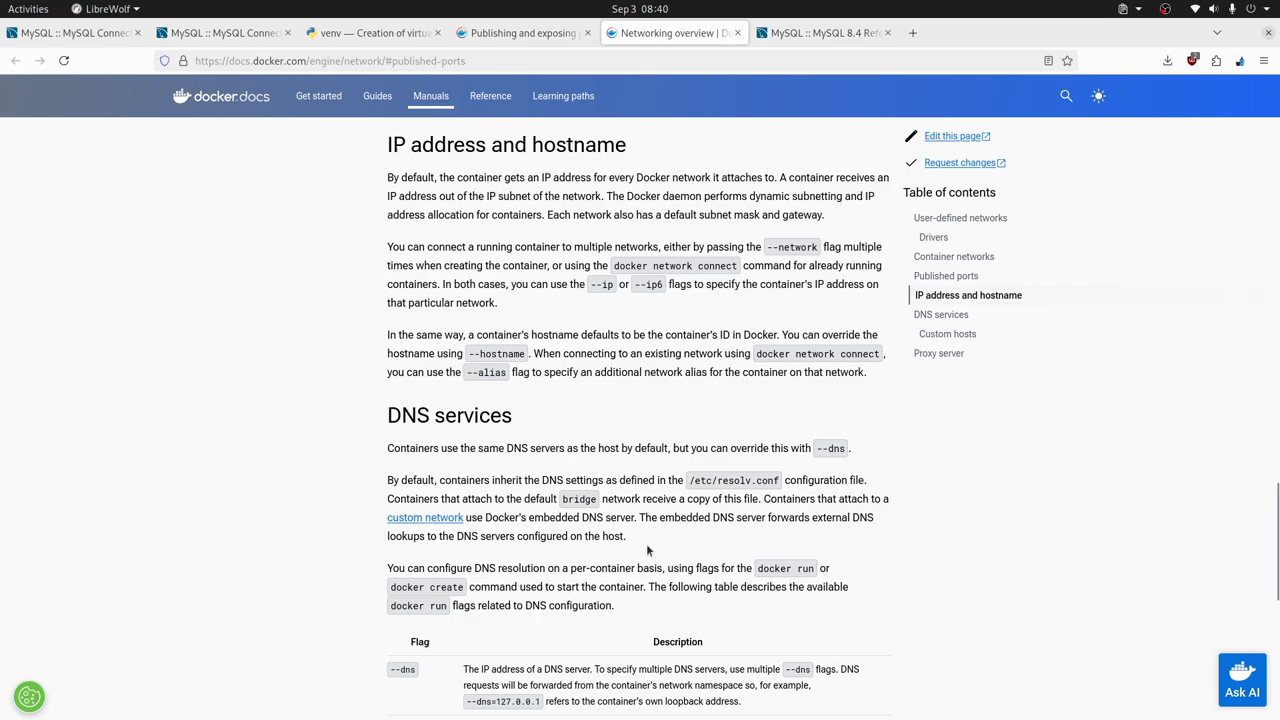 Activities
LibreWolf
Sep 3 08:40
MySQL :: MySQL Connect
MySQL :: MySQL Conne
venv — Creation of virtua
Publishing and exposing
Networking overview | D
MySQL :: MySQL 8.4 Ref
https://docs.docker.com/engine/network/#published-ports
docker.docs
Get started
Guides
Manuals
Reference
Learning paths
IP address and hostname
By default, the container gets an IP address for every Docker network it attaches to. A container receives an
IP address out of the IP subnet of the network. The Docker daemon performs dynamic subnetting and IP
address allocation for containers. Each network also has a default subnet mask and gateway.
You can connect a running container to multiple networks, either by passing the --network flag multiple
times when creating the container, or using the docker network connect command for already running
containers. In both cases, you can use the --ip or --ip6 flags to specify the container's IP address on
that particular network.
In the same way, a container's hostname defaults to be the container's ID in Docker. You can override the
hostname using --hostname. When connecting to an existing network using docker network connect,
you can use the --alias flag to specify an additional network alias for the container on that network.
DNS services
Containers use the same DNS servers as the host by default, but you can override this with --dns.
By default, containers inherit the DNS settings as defined in the /etc/resolv.conf configuration file.
Containers that attach to the default bridge network receive a copy of this file. Containers that attach to a
custom network use Docker's embedded DNS server. The embedded DNS server forwards external DNS
lookups to the DNS servers configured on the host.
You can configure DNS resolution on a per-container basis, using flags for the docker run or
docker create command used to start the container. The following table describes the available
docker run flags related to DNS configuration.
Flag Description
--dns The IP address of a DNS server. To specify multiple DNS servers, use multiple --dns flags. DNS
requests will be forwarded from the container's network namespace so, for example,
--dns=127.0.0.1 refers to the container's own loopback address.
Edit this page
Request changes
Table of contents
User-defined networks
Drivers
Container networks
Published ports
IP address and hostname
DNS services
Custom hosts
Proxy server
Ask AI